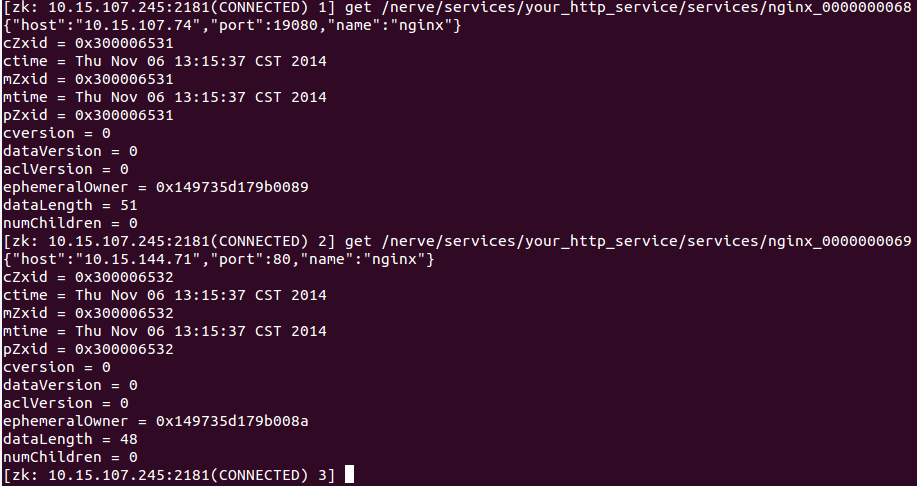 [zk: 10.15.107.245:2181(CONNECTED) 1] get /nerve/services/your_http_service/services/nginx_0000000068
{"host":"10.15.107.74","port":19080,"name":"nginx"}
cZxid = 0x300006531
ctime = Thu Nov 06 13:15:37 CST 2014
mZxid = 0x300006531
mtime = Thu Nov 06 13:15:37 CST 2014
pZxid = 0x300006531
cversion = 0
dataVersion = 0
aclVersion = 0
ephemeralOwner = 0x149735d179b0089
dataLength = 51
numChildren = 0
[zk: 10.15.107.245:2181(CONNECTED) 2] get /nerve/services/your_http_service/services/nginx_0000000069
{"host":"10.15.144.71","port":80,"name":"nginx"}
cZxid = 0x300006532
ctime = Thu Nov 06 13:15:37 CST 2014
mZxid = 0x300006532
mtime = Thu Nov 06 13:15:37 CST 2014
pZxid = 0x300006532
cversion = 0
dataVersion = 0
aclVersion = 0
ephemeralOwner = 0x149735d179b008a
dataLength = 48
numChildren = 0
[zk: 10.15.107.245:2181(CONNECTED) 3]